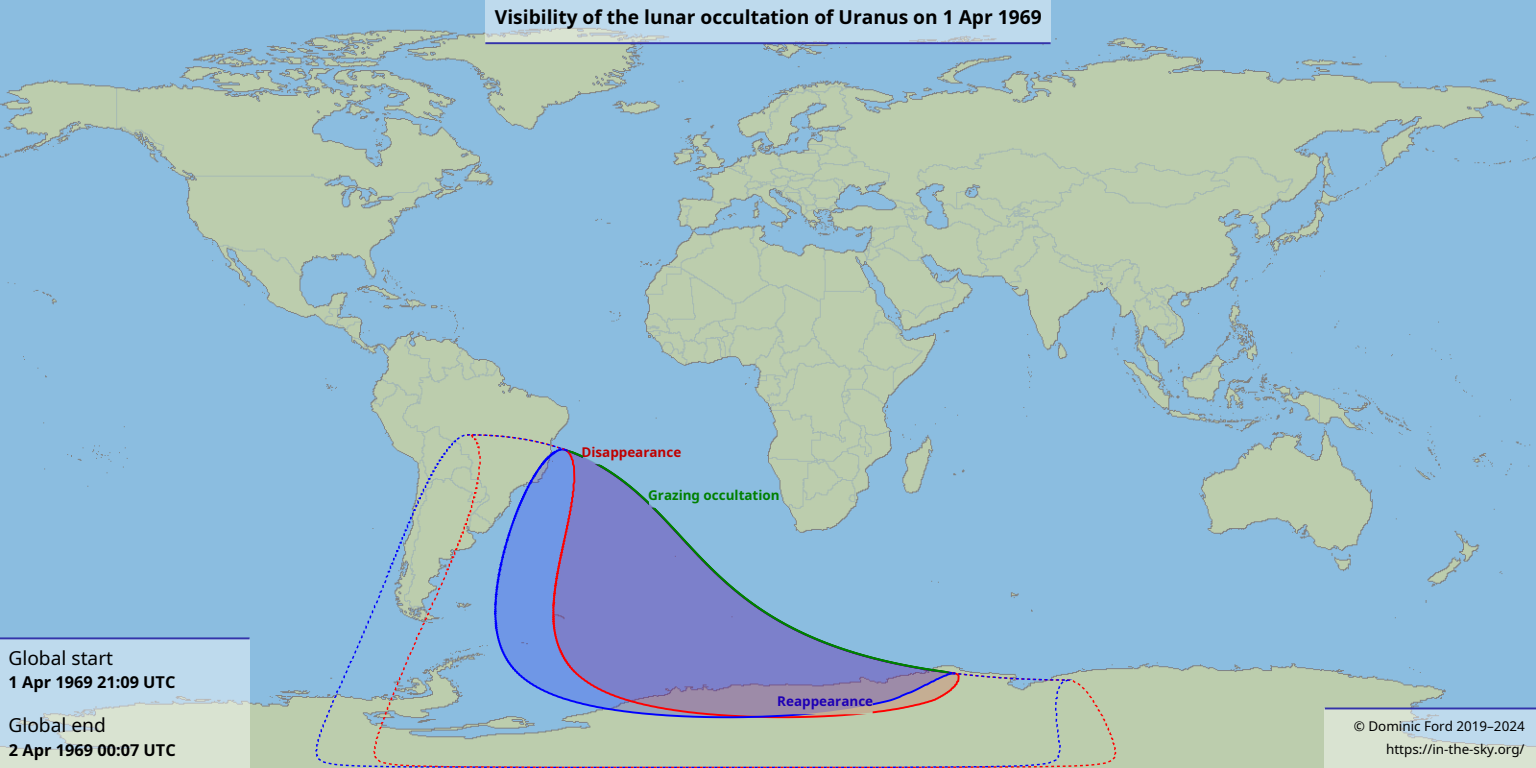 Visibility of the lunar occultation of Uranus on 1 Apr 1969
Disappearance
Grazing occultation
Reappearance
Global start
1 Apr 1969 21:09 UTC
Global end
2 Apr 1969 00:07 UTC
© Dominic Ford 2019–2024
https://in-the-sky.org/